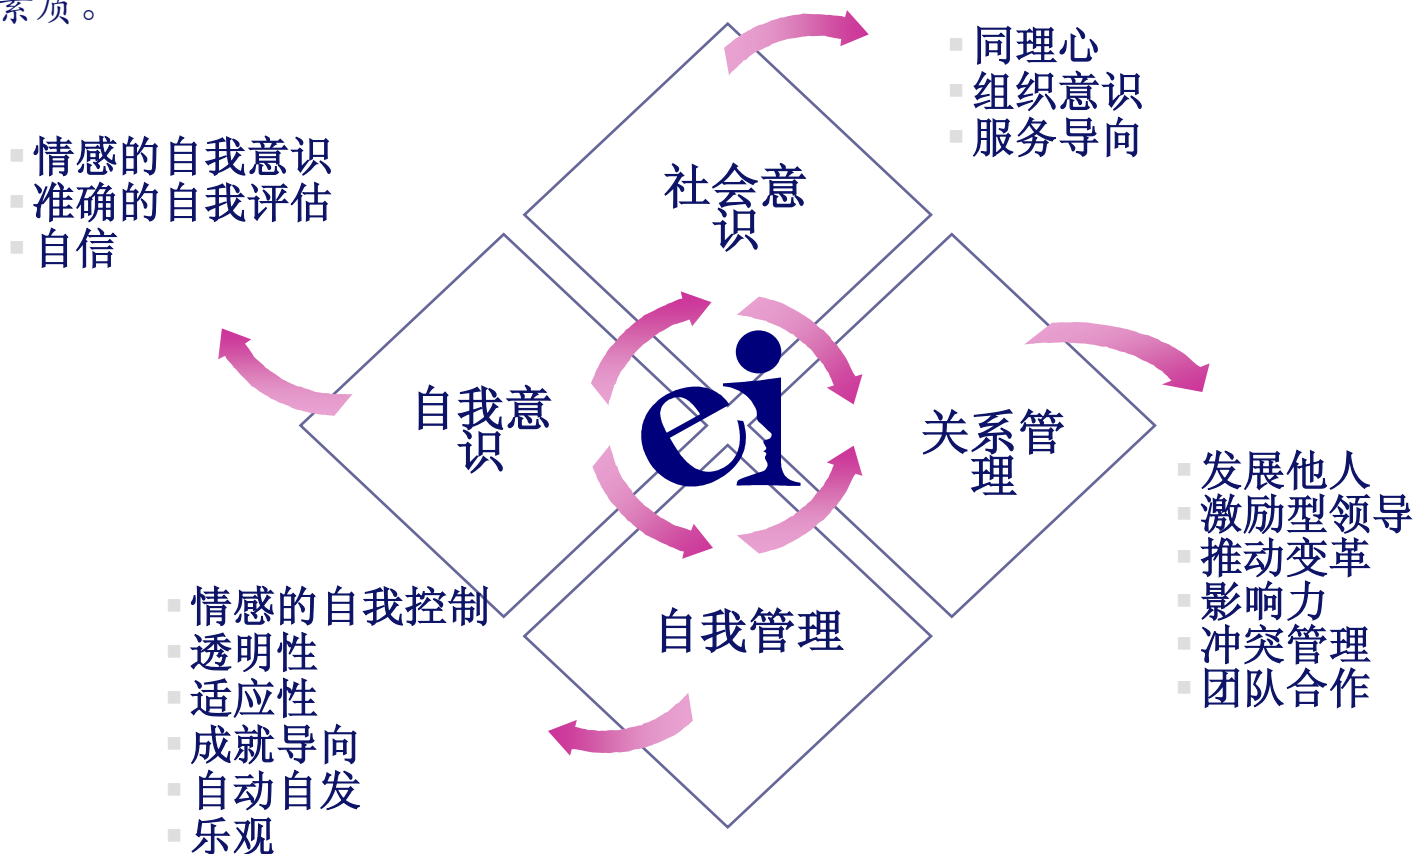 素质。
同理心
组织意识
服务导向
情感的自我意识
准确的自我评估
自信
社会意
识
自我意
识
ei
关系管
理
自我管理
发展他人
激励型领导
推动变革
影响力
冲突管理
团队合作
情感的自我控制
透明性
适应性
成就导向
自动自发
乐观